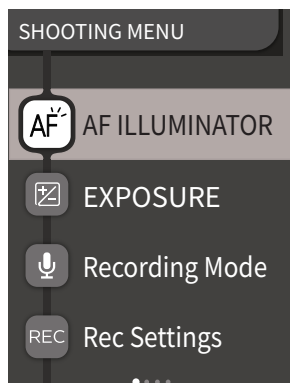 SHOOTING MENU
AF AF ILLUMINATOR
EXPOSURE
Recording Mode
REC Rec Settings